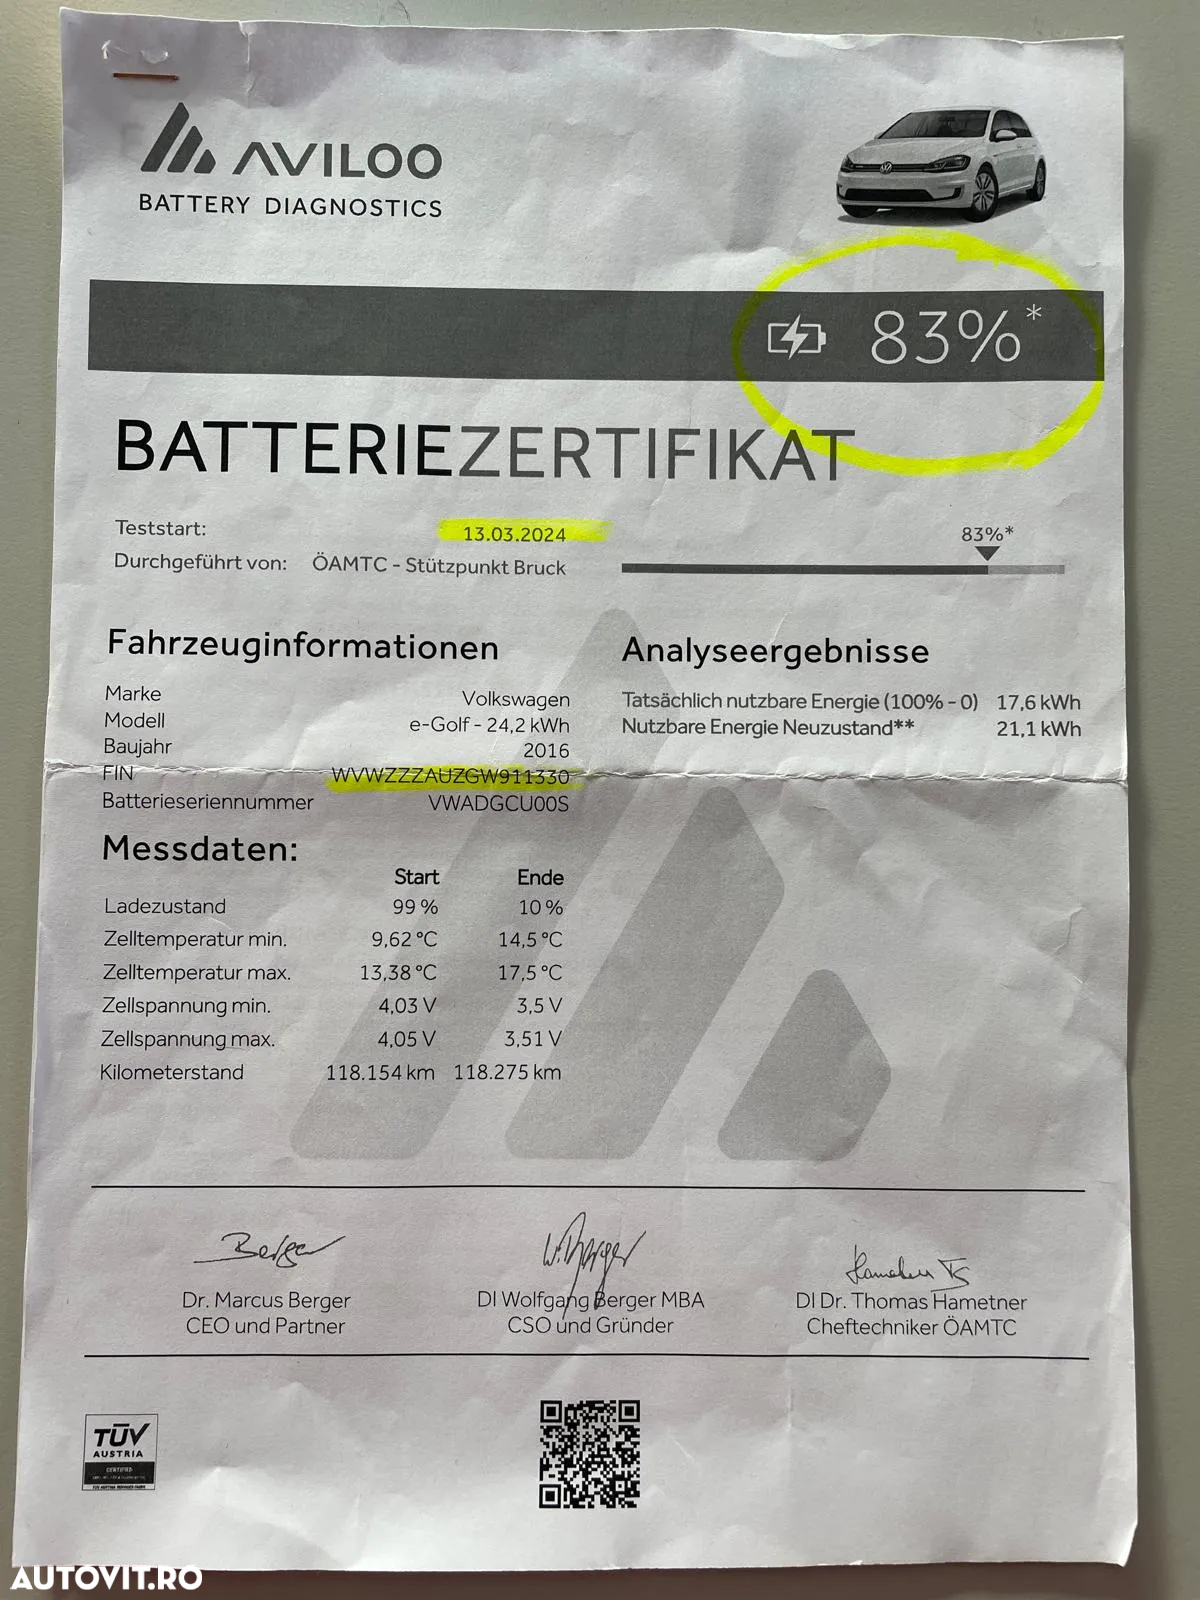 AVILOO
BATTERY DIAGNOSTICS
83%*
BATTERIEZERTIFIKAT
Teststart: 13.03.2024
Durchgeführt von: ÖAMTC - Stützpunkt Bruck
83%*
Fahrzeuginformationen
Marke Volkswagen
Modell e-Golf - 24,2 kWh
Baujahr 2016
FIN WVWZZZAUZGW911330
Batterieseriennummer VWADGCU00S
Analyseergebnisse
Tatsächlich nutzbare Energie (100% - 0) 17,6 kWh
Nutzbare Energie Neuzustand** 21,1 kWh
Messdaten:
Start Ende
Ladezustand 99 % 10 %
Zelltemperatur min. 9,62 °C 14,5 °C
Zelltemperatur max. 13,38 °C 17,5 °C
Zellspannung min. 4,03 V 3,5 V
Zellspannung max. 4,05 V 3,51 V
Kilometerstand 118.154 km 118.275 km
Berger
W. Berger
Dr. Marcus Berger
CEO und Partner
DI Wolfgang Berger MBA
CSO und Gründer
DI Dr. Thomas Hametner
Cheftechniker ÖAMTC
TÜV
AUSTRIA
CERTIFIED
AUTOVIT.RO